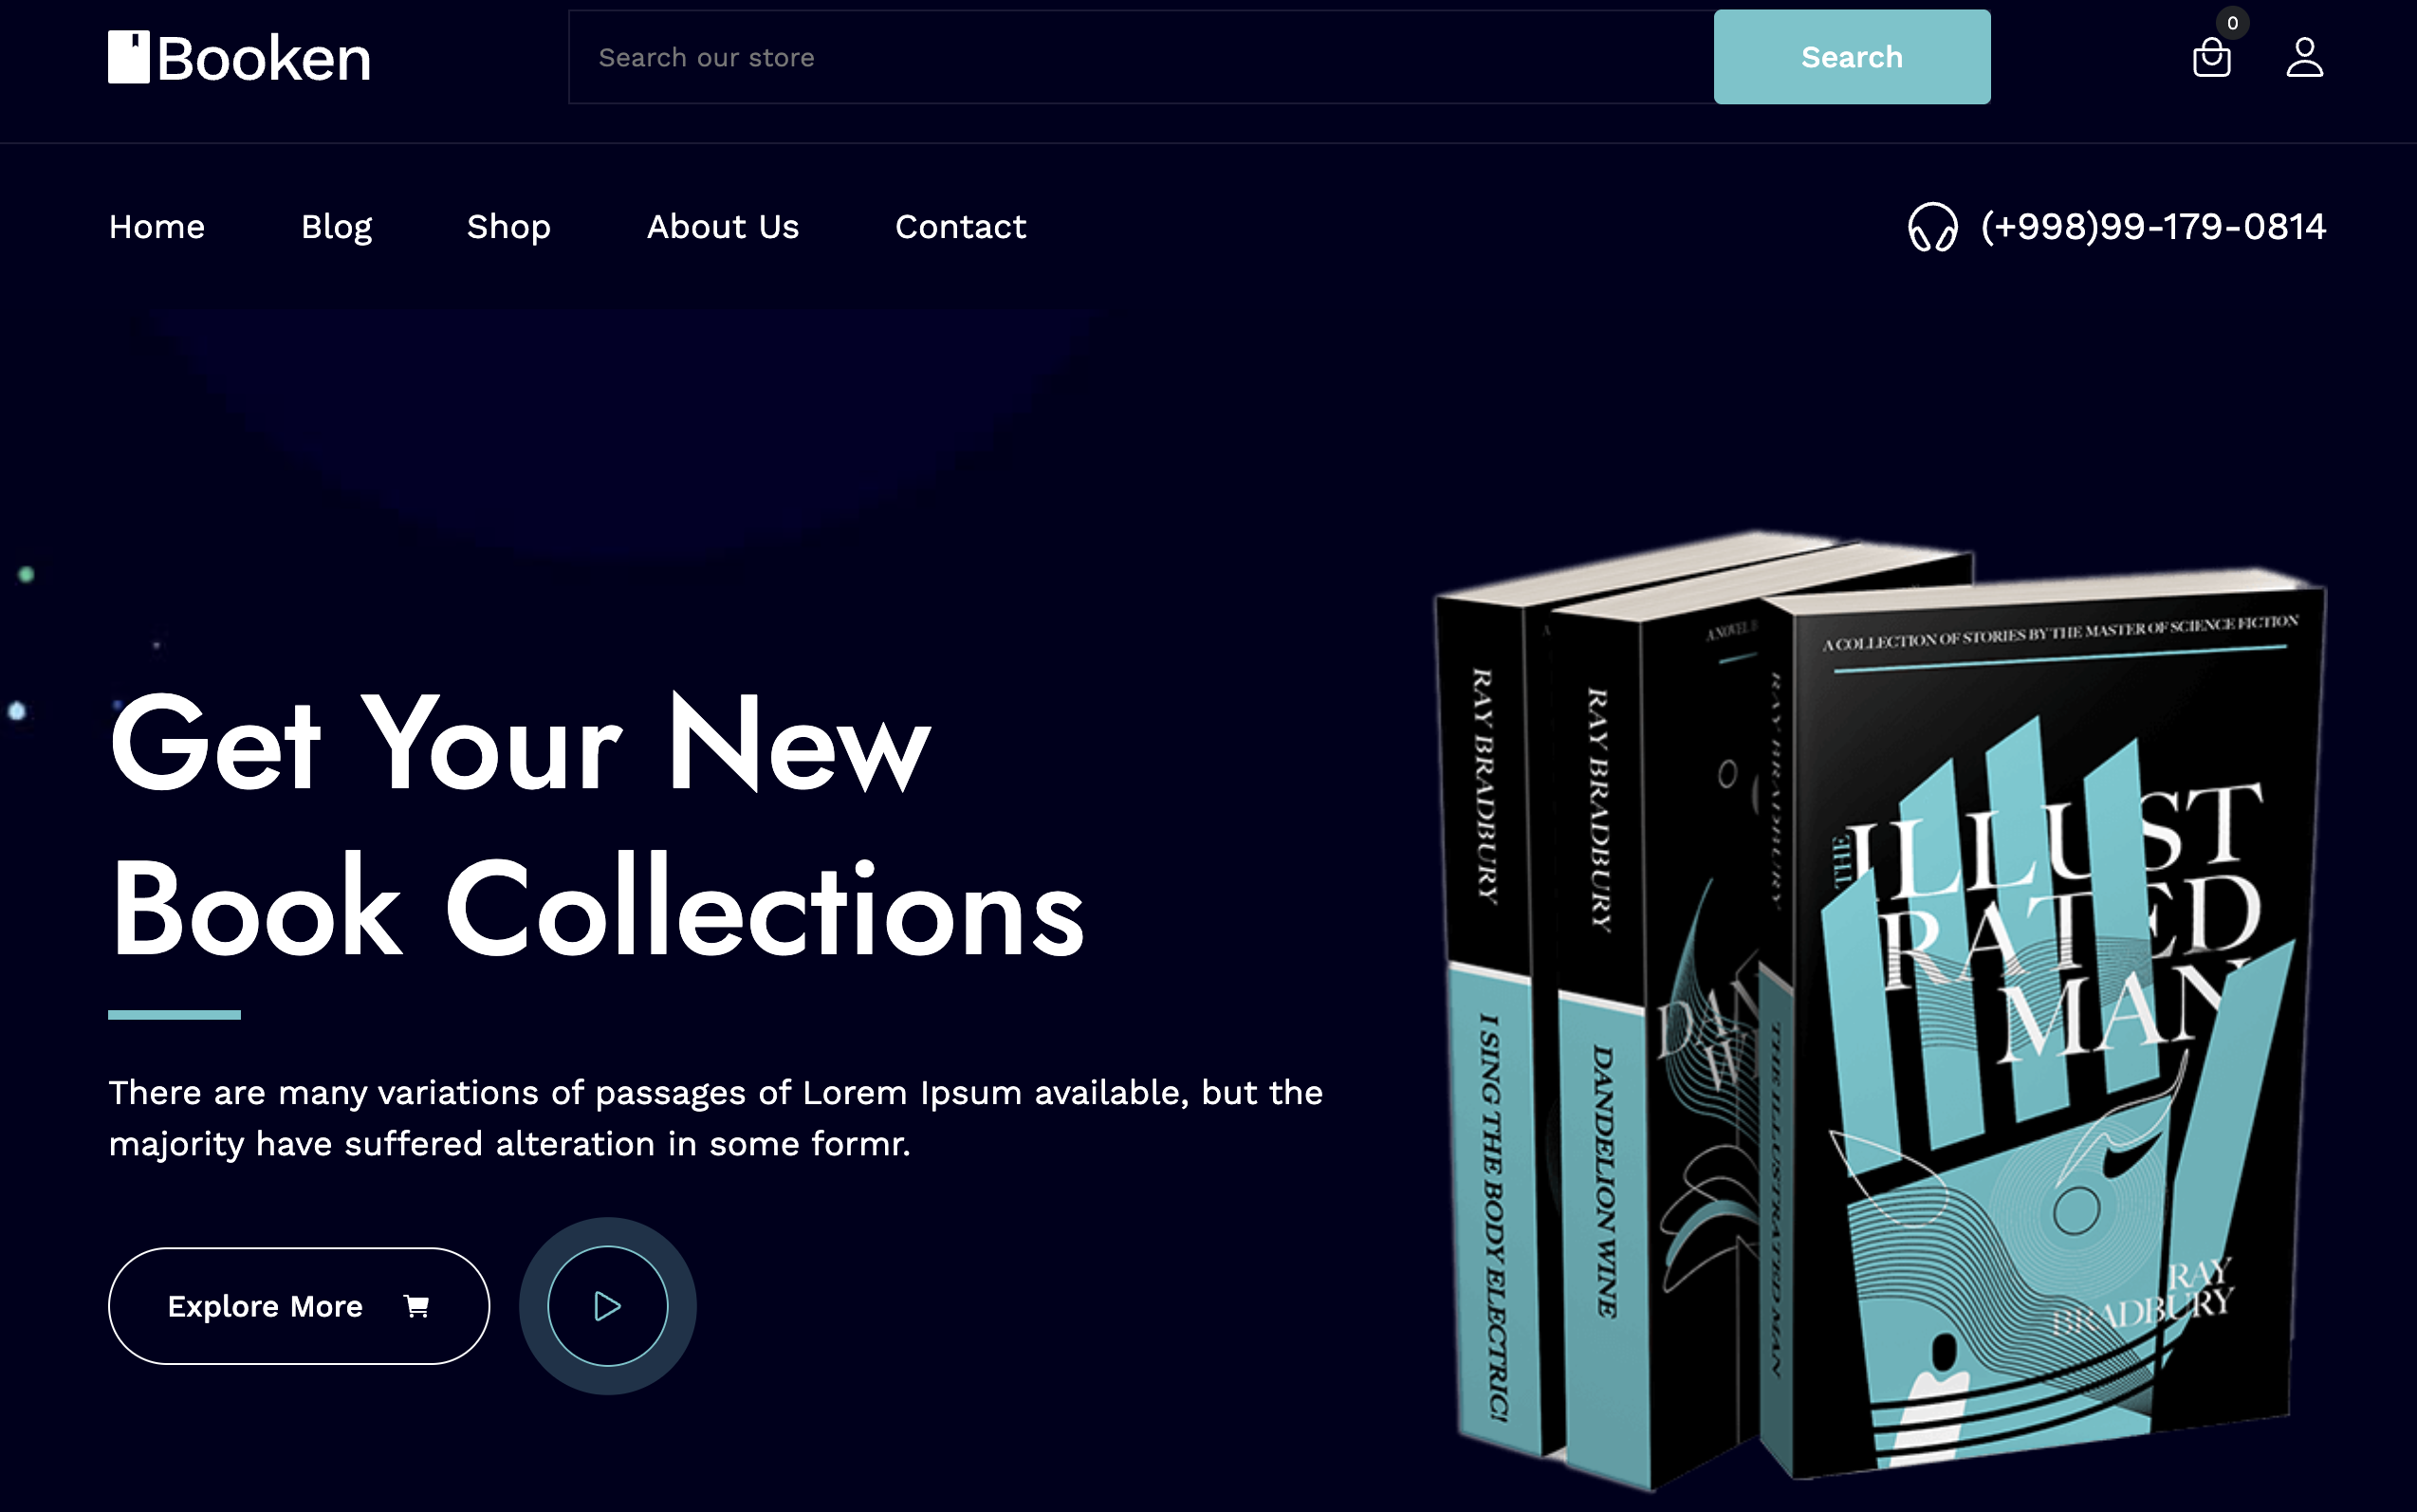 Booken
Search our store
Search
0
Home
Blog
Shop
About Us
Contact
(+998)99-179-0814
Get Your New
Book Collections
There are many variations of passages of Lorem Ipsum available, but the
majority have suffered alteration in some formr.
Explore More
RAY BRADBURY
I SING THE BODY ELECTRIC!
RAY BRADBURY
DANDELION WINE
A NOVEL
RAY BRADBURY
THE ILLUSTRATED MAN
A COLLECTION OF STORIES BY THE MASTER OF SCIENCE FICTION
THE
ILLUST
RATED
MAN
RAY
BRADBURY